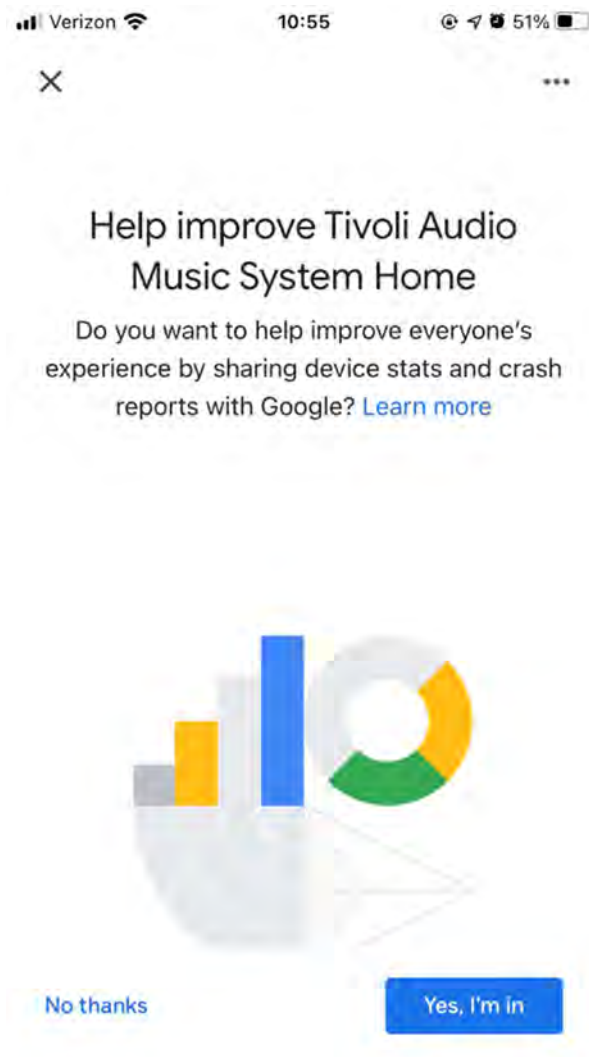 Verizon 10:55 51%
Help improve Tivoli Audio
Music System Home
Do you want to help improve everyone's
experience by sharing device stats and crash
reports with Google? Learn more
No thanks Yes, I'm in